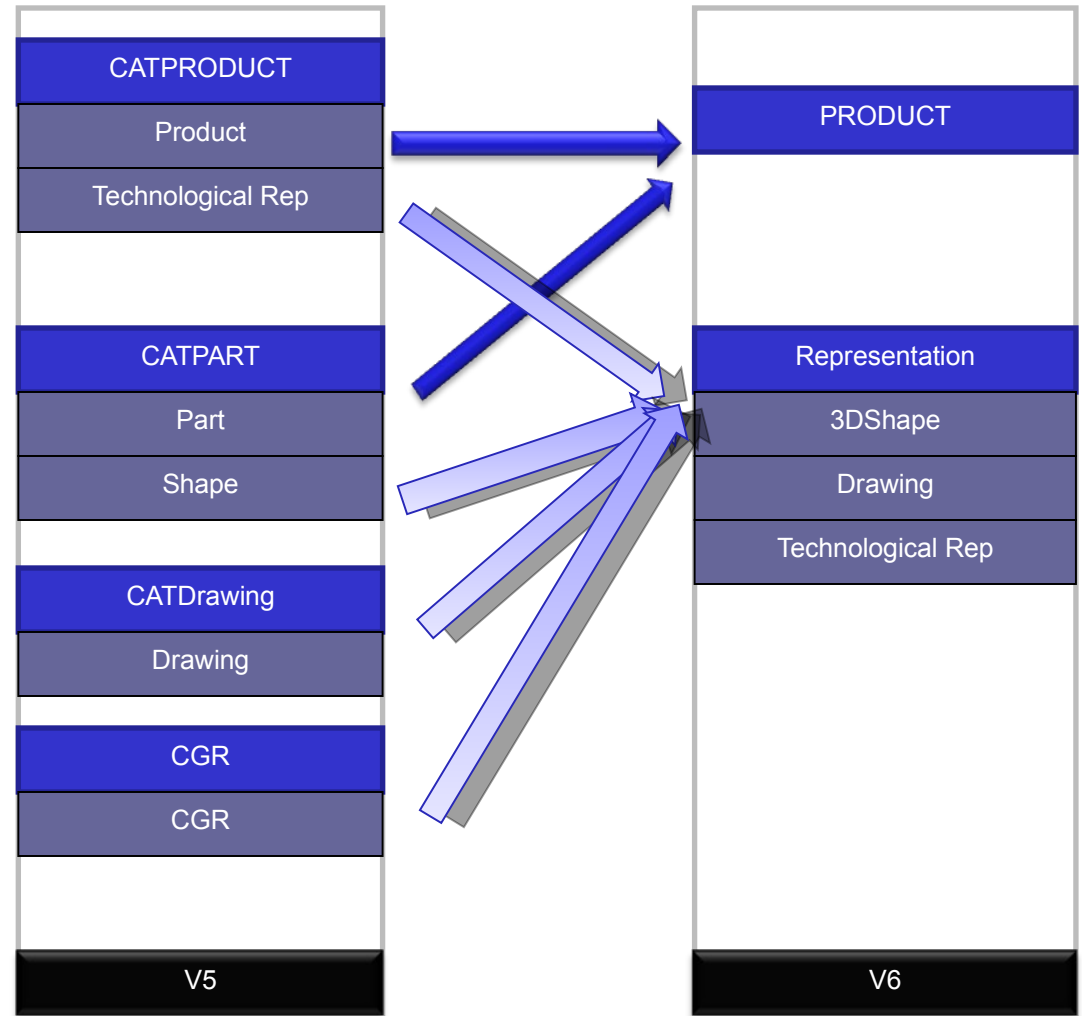 CATPRODUCT
Product
Technological Rep
CATPART
Part
Shape
CATDrawing
Drawing
CGR
CGR
V5
PRODUCT
Representation
3DShape
Drawing
Technological Rep
V6